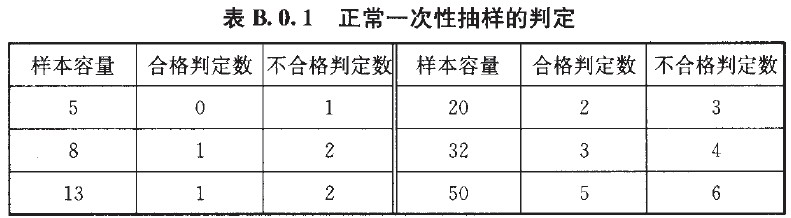 表 B.0.1 正常一次性抽样的判定
样本容量 合格判定数 不合格判定数 样本容量 合格判定数 不合格判定数
5 0 1 20 2 3
8 1 2 32 3 4
13 1 2 50 5 6